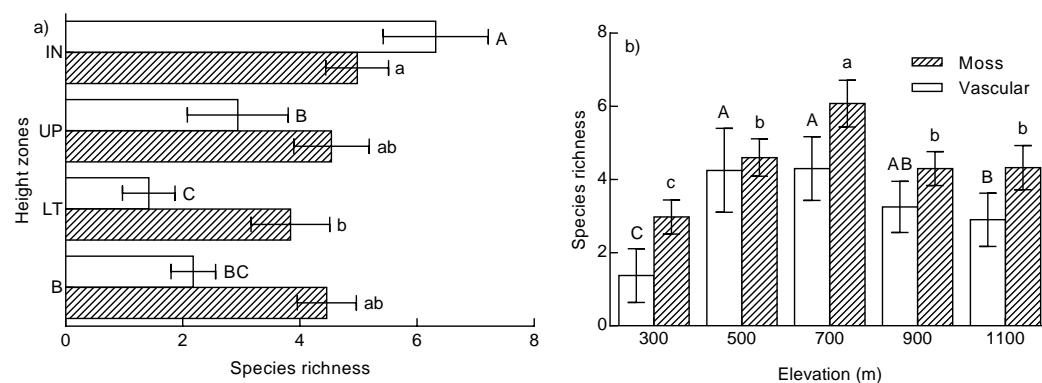 a)
A
IN
a
B
UP
ab
C
LT
b
BC
B
ab
Height zones
0 2 4 6 8
Species richness
b)
Moss
Vascular
8
6
4
2
0
Species richness
C c A b A a AB b B b
300 500 700 900 1100
Elevation (m)